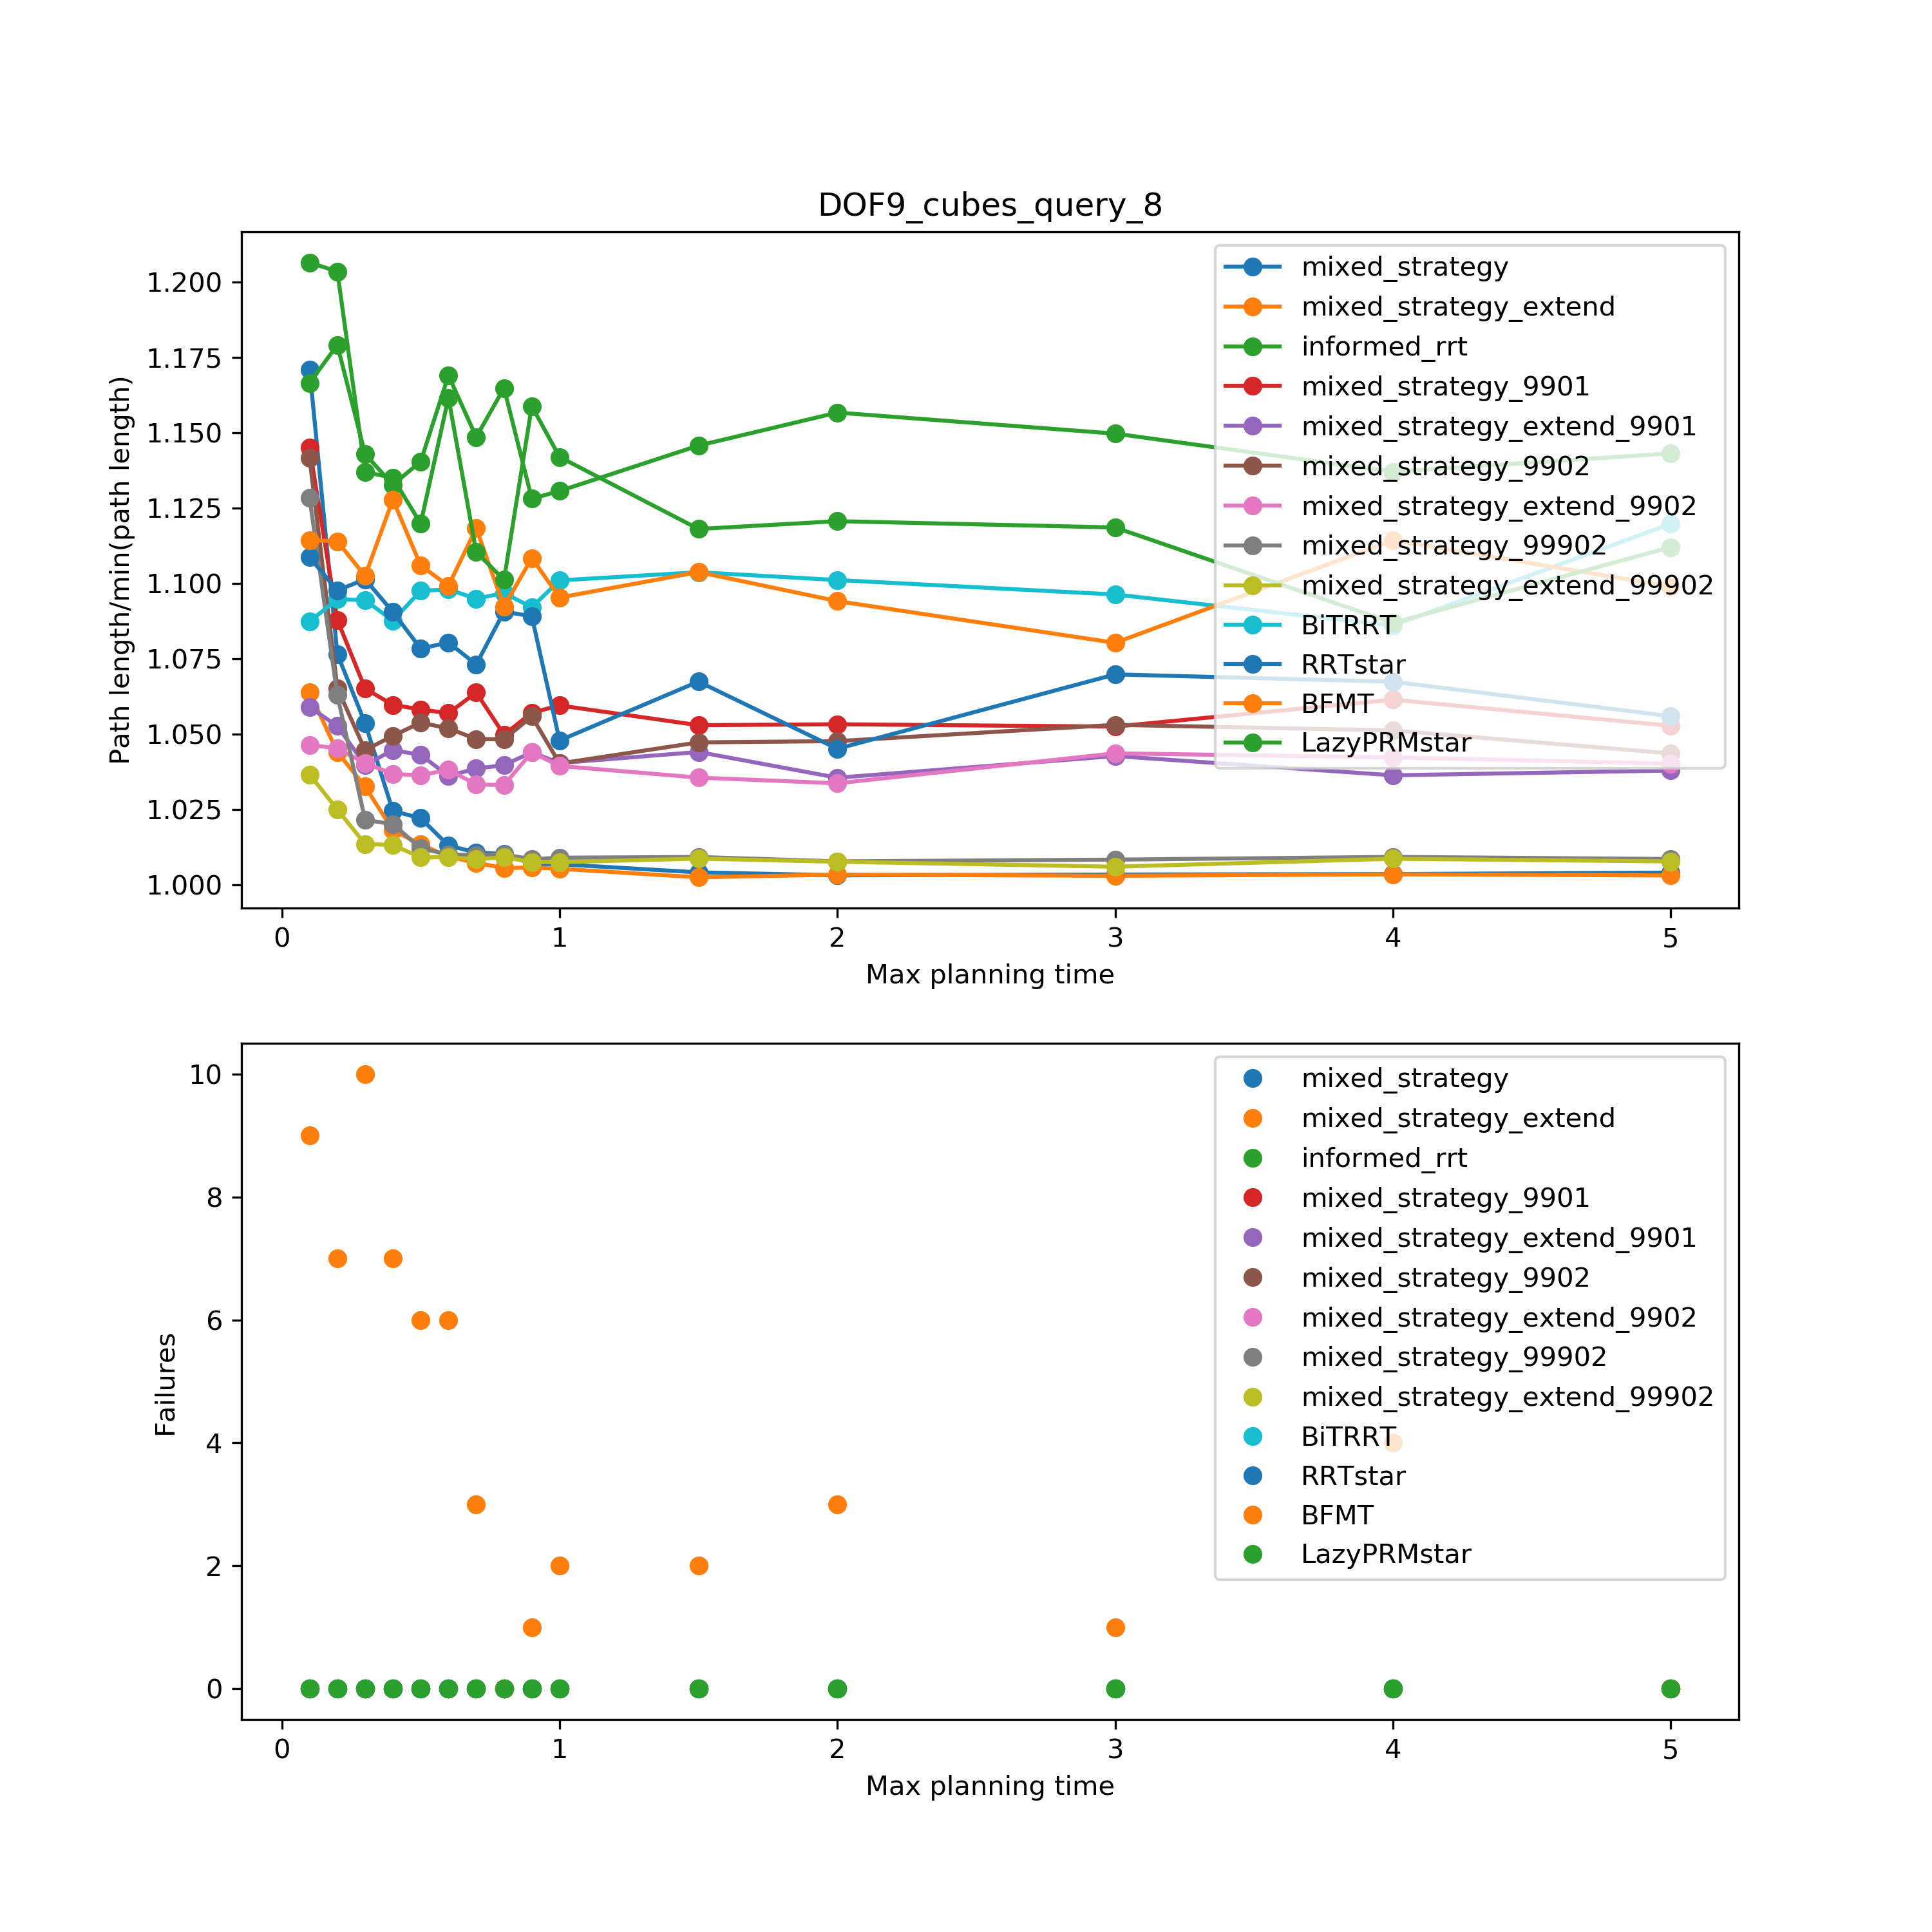 DOF9_cubes_query_8
Path length/min(path length)
1.200
1.175
1.150
1.125
1.100
1.075
1.050
1.025
1.000
mixed_strategy
mixed_strategy_extend
informed_rrt
mixed_strategy_9901
mixed_strategy_extend_9901
mixed_strategy_9902
mixed_strategy_extend_9902
mixed_strategy_99902
mixed_strategy_extend_99902
BiTRRT
RRTstar
BFMT
LazyPRMstar
0 1 2 3 4 5
Max planning time
Failures
10
8
6
4
2
0
mixed_strategy
mixed_strategy_extend
informed_rrt
mixed_strategy_9901
mixed_strategy_extend_9901
mixed_strategy_9902
mixed_strategy_extend_9902
mixed_strategy_99902
mixed_strategy_extend_99902
BiTRRT
RRTstar
BFMT
LazyPRMstar
0 1 2 3 4 5
Max planning time